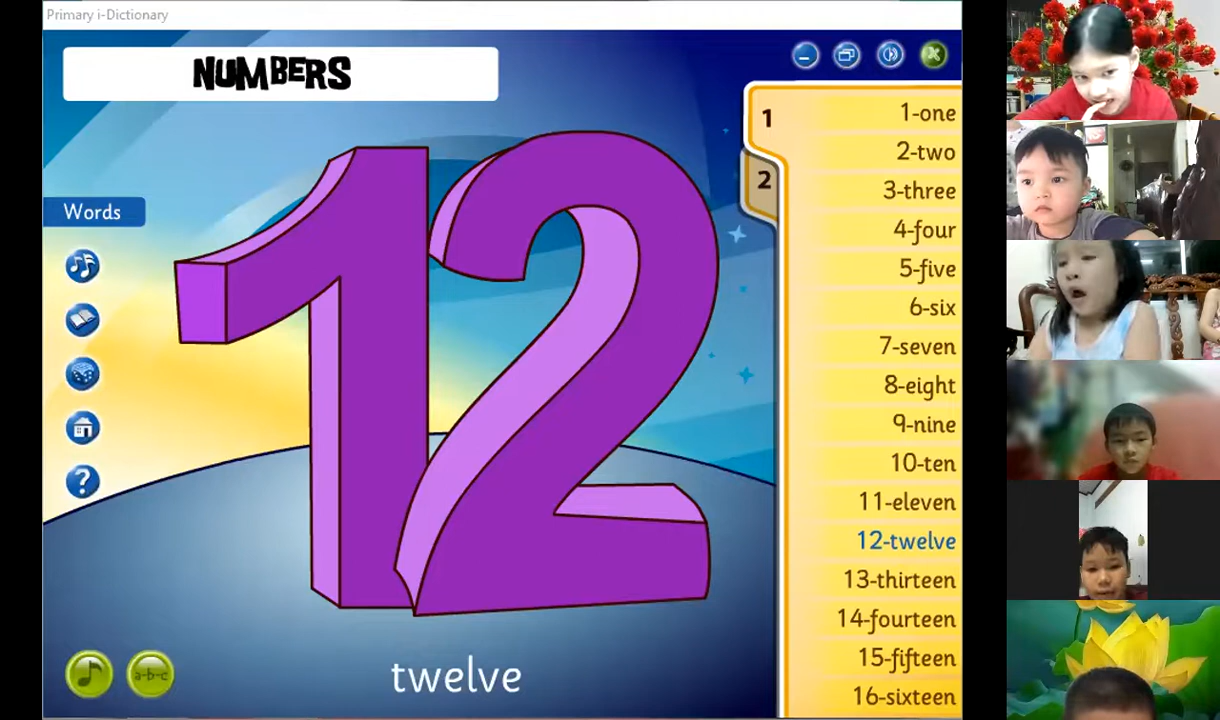 Primary i-Dictionary
NUMBERS
Words
1
2
1-one
2-two
3-three
4-four
5-five
6-six
7-seven
8-eight
9-nine
10-ten
11-eleven
12-twelve
13-thirteen
14-fourteen
15-fifteen
16-sixteen
12
?
a-b-c
twelve